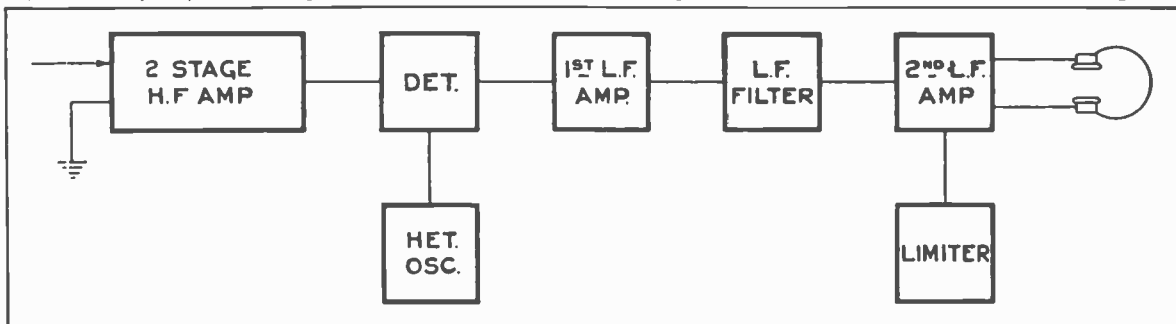 2 STAGE
H.F AMP
DET.
1ST L.F.
AMP.
L.F.
FILTER
2ND L.F.
AMP
HET.
OSC.
LIMITER